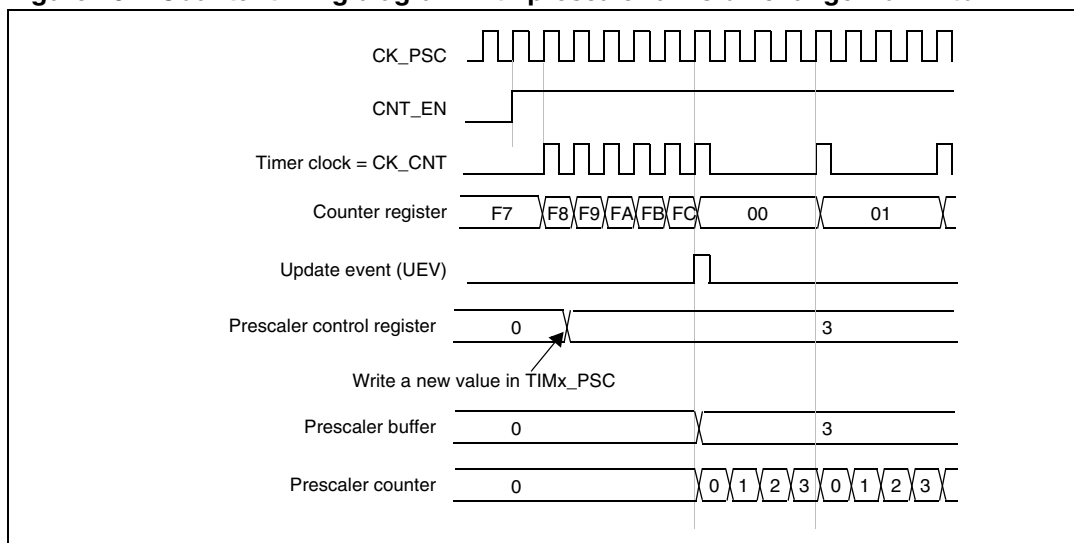 CK_PSC
CNT_EN
Timer clock = CK_CNT
Counter register F7 F8 F9 FA FB FC 00 01
Update event (UEV)
Prescaler control register 0 3
Write a new value in TIMx_PSC
Prescaler buffer 0 3
Prescaler counter 0 0 1 2 3 0 1 2 3